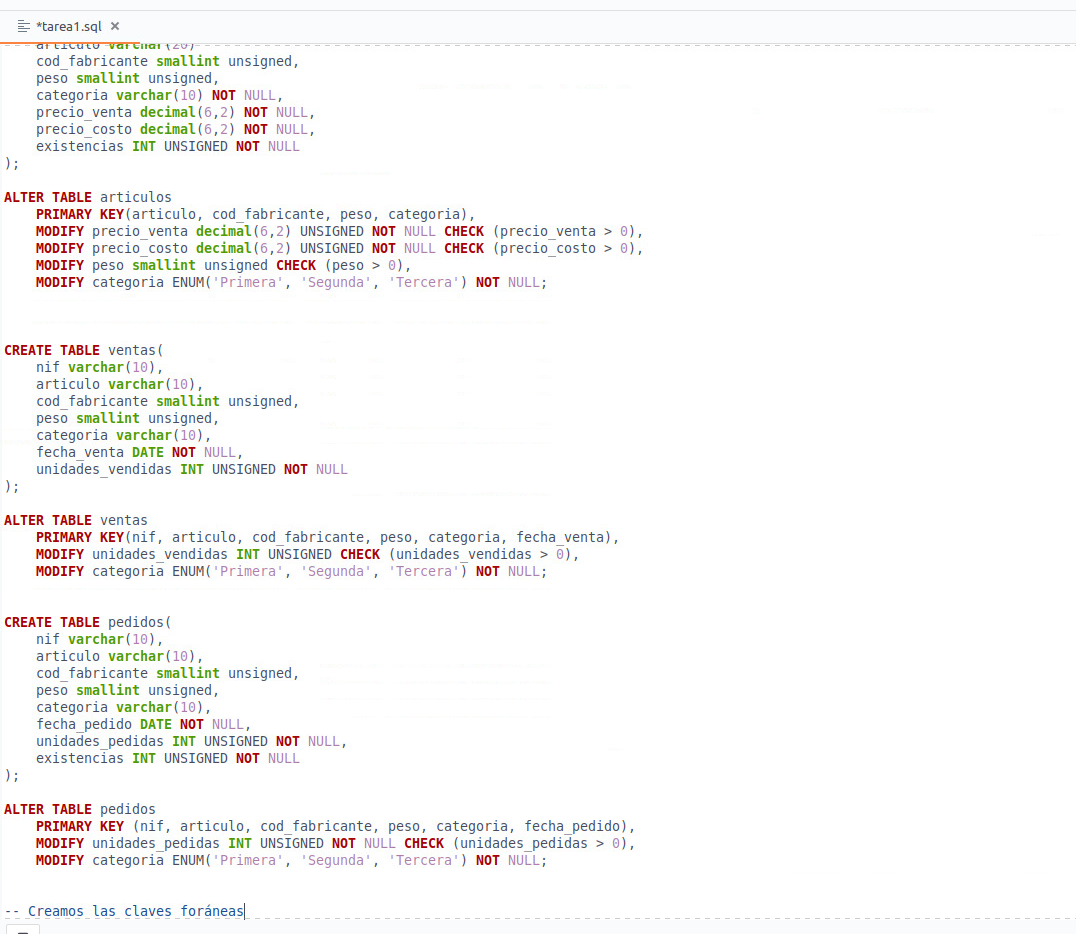 *tarea1.sql ×
articulo varchar(20)
    cod_fabricante smallint unsigned,
    peso smallint unsigned,
    categoria varchar(10) NOT NULL,
    precio_venta decimal(6,2) NOT NULL,
    precio_costo decimal(6,2) NOT NULL,
    existencias INT UNSIGNED NOT NULL
);
ALTER TABLE articulos
    PRIMARY KEY(articulo, cod_fabricante, peso, categoria),
    MODIFY precio_venta decimal(6,2) UNSIGNED NOT NULL CHECK (precio_venta > 0),
    MODIFY precio_costo decimal(6,2) UNSIGNED NOT NULL CHECK (precio_costo > 0),
    MODIFY peso smallint unsigned CHECK (peso > 0),
    MODIFY categoria ENUM('Primera', 'Segunda', 'Tercera') NOT NULL;
CREATE TABLE ventas(
    nif varchar(10),
    articulo varchar(10),
    cod_fabricante smallint unsigned,
    peso smallint unsigned,
    categoria varchar(10),
    fecha_venta DATE NOT NULL,
    unidades_vendidas INT UNSIGNED NOT NULL
);
ALTER TABLE ventas
    PRIMARY KEY(nif, articulo, cod_fabricante, peso, categoria, fecha_venta),
    MODIFY unidades_vendidas INT UNSIGNED CHECK (unidades_vendidas > 0),
    MODIFY categoria ENUM('Primera', 'Segunda', 'Tercera') NOT NULL;
CREATE TABLE pedidos(
    nif varchar(10),
    articulo varchar(10),
    cod_fabricante smallint unsigned,
    peso smallint unsigned,
    categoria varchar(10),
    fecha_pedido DATE NOT NULL,
    unidades_pedidas INT UNSIGNED NOT NULL,
    existencias INT UNSIGNED NOT NULL
);
ALTER TABLE pedidos
    PRIMARY KEY (nif, articulo, cod_fabricante, peso, categoria, fecha_pedido),
    MODIFY unidades_pedidas INT UNSIGNED NOT NULL CHECK (unidades_pedidas > 0),
    MODIFY categoria ENUM('Primera', 'Segunda', 'Tercera') NOT NULL;
-- Creamos las claves foráneas